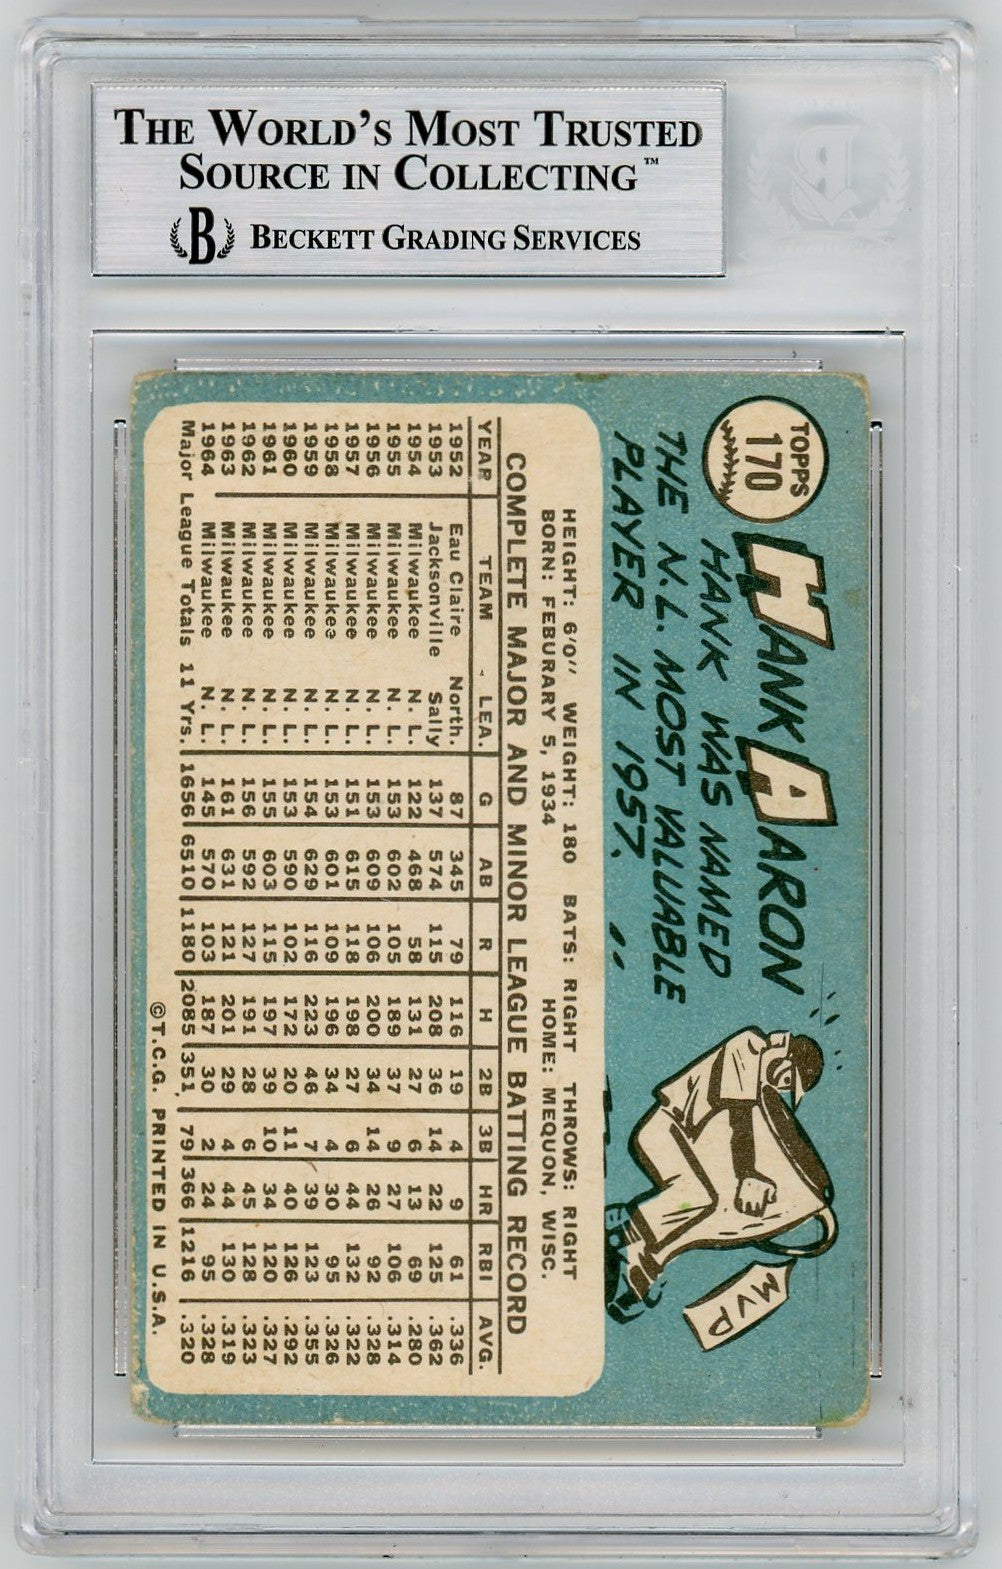 THE WORLD'S MOST TRUSTED
SOURCE IN COLLECTING™
B BECKETT GRADING SERVICES
TOPPS
170
HANK AARON
HANK WAS NAMED
THE N.L. MOST VALUABLE
PLAYER IN 1957.
MVP
HEIGHT: 6'0" WEIGHT: 180 BATS: RIGHT THROWS: RIGHT
BORN: FEBURARY 5, 1934 HOME: MEQUON, WISC.
COMPLETE MAJOR AND MINOR LEAGUE BATTING RECORD
YEAR TEAM LEA. G AB R H 2B 3B HR RBI AVG.
1952 Eau Claire North. 87 345 79 116 19 4 9 61 .336
1953 Jacksonville Sally 137 574 115 208 36 14 22 125 .362
1954 Milwaukee N. L. 122 468 58 131 27 6 13 69 .280
1955 Milwaukee N. L. 153 602 105 189 37 9 27 106 .314
1956 Milwaukee N. L. 153 609 106 200 34 14 26 92 .328
1957 Milwaukee N. L. 151 615 118 198 27 6 44 132 .322
1958 Milwaukee N. L. 153 601 109 196 34 4 30 95 .326
1959 Milwaukee N. L. 154 629 116 223 46 7 39 123 .355
1960 Milwaukee N. L. 153 590 102 172 20 11 40 126 .292
1961 Milwaukee N. L. 155 603 115 197 39 10 34 120 .327
1962 Milwaukee N. L. 156 592 127 191 28 6 45 128 .323
1963 Milwaukee N. L. 161 631 121 201 29 4 44 130 .319
1964 Milwaukee N. L. 145 570 103 187 30 2 24 95 .328
Major League Totals 11 Yrs. 1656 6510 1180 2085 351 79 366 1216 .320
©T.C.G. PRINTED IN U.S.A.